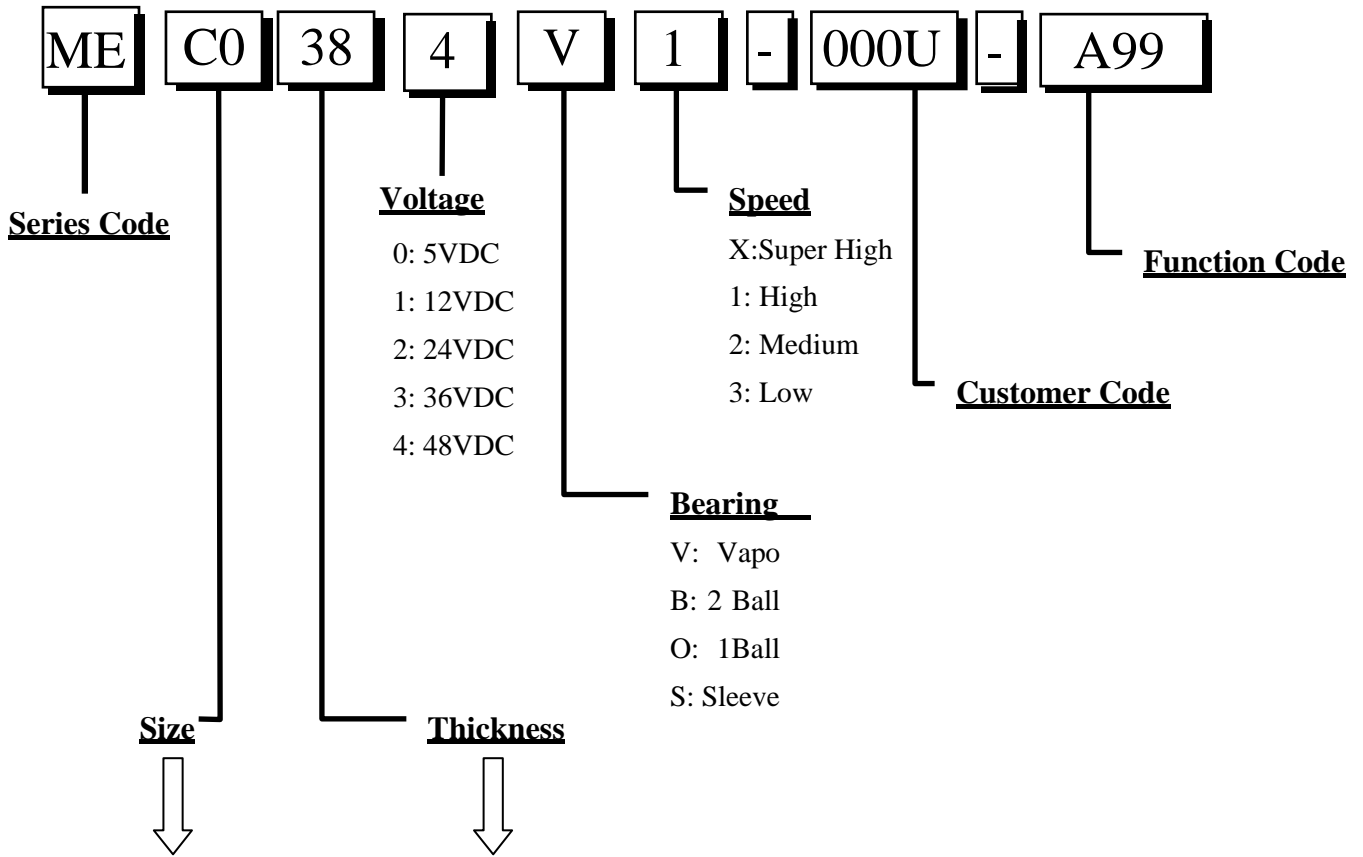 ME C0 38 4 V 1 - 000U - A99
Series Code
Voltage
0: 5VDC
1: 12VDC
2: 24VDC
3: 36VDC
4: 48VDC
Speed
X:Super High
1: High
2: Medium
3: Low
Function Code
Customer Code
Bearing
V: Vapo
B: 2 Ball
O: 1Ball
S: Sleeve
Size
Thickness